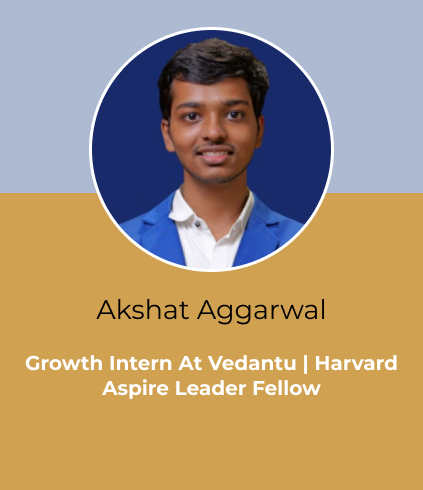 Akshat Aggarwal
Growth Intern At Vedantu | Harvard
Aspire Leader Fellow